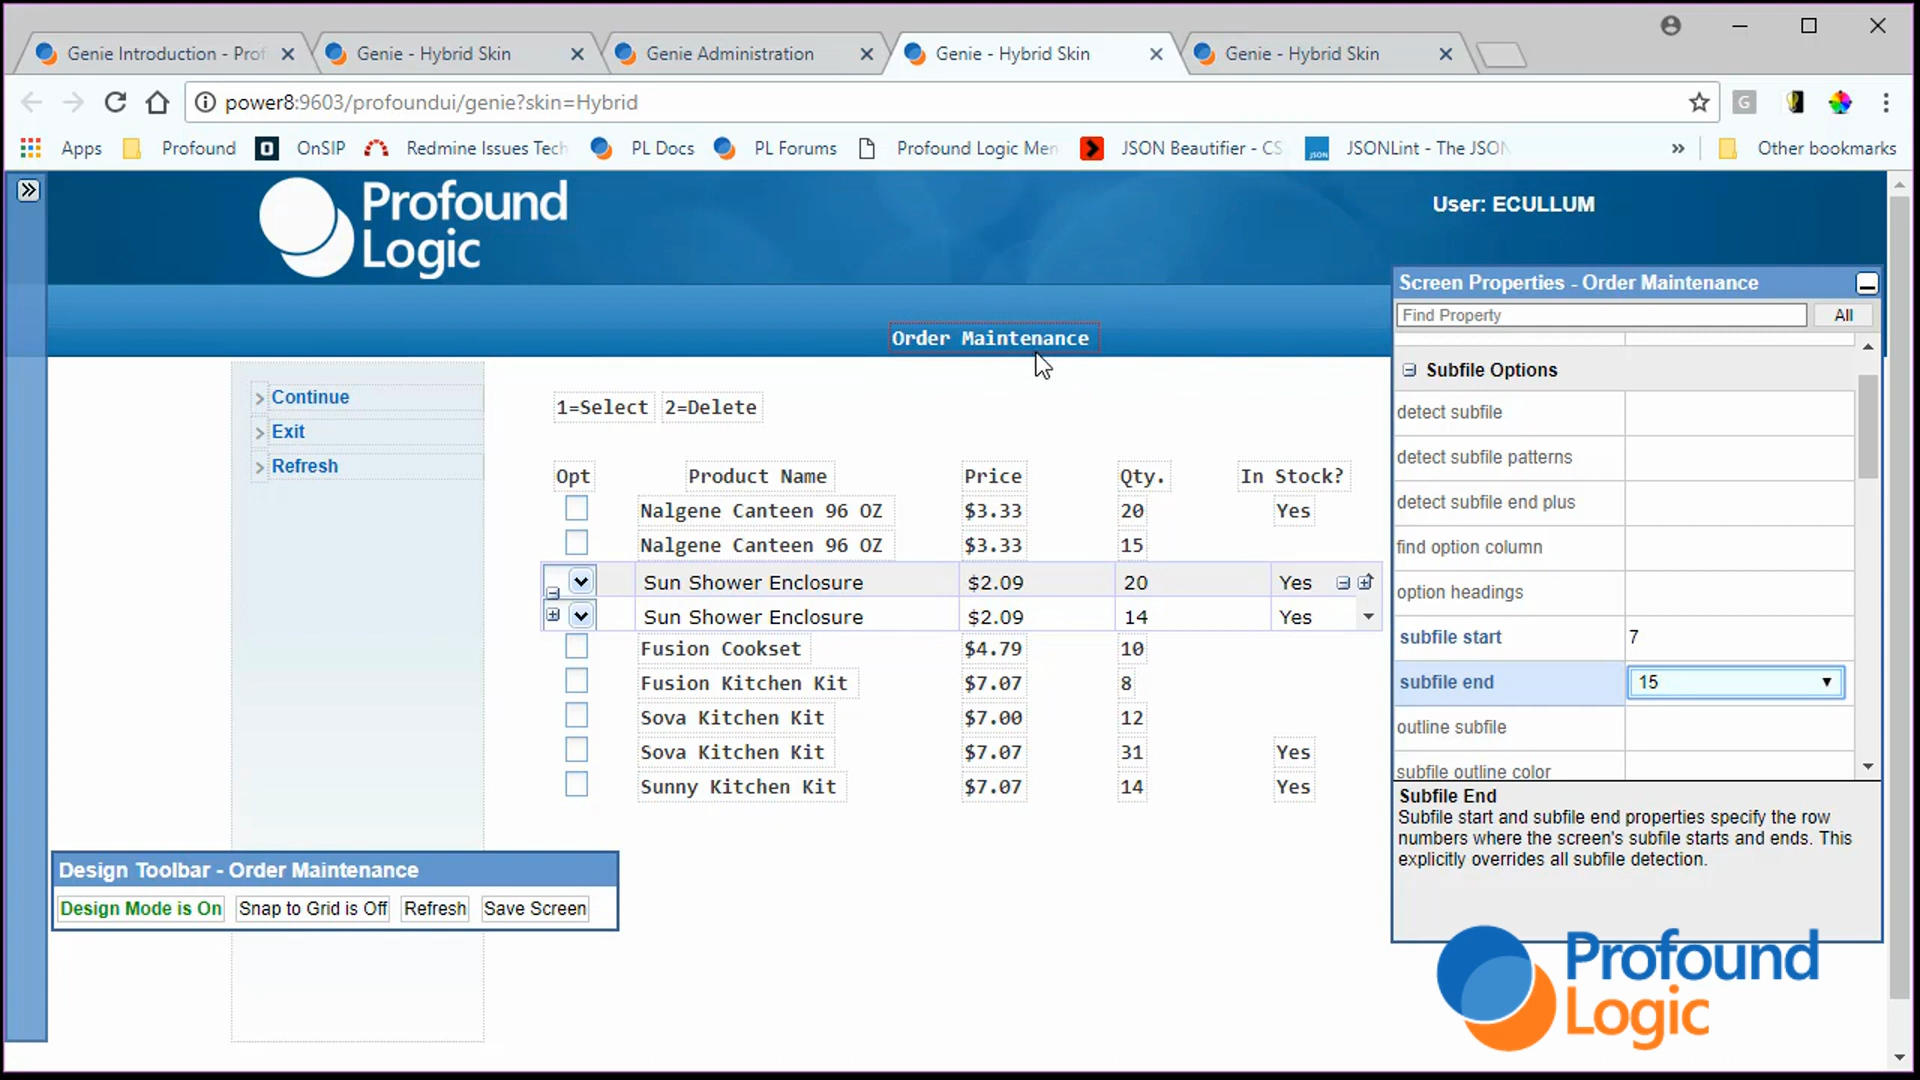 Genie Introduction - Prof
Genie - Hybrid Skin
Genie Administration
Genie - Hybrid Skin
Genie - Hybrid Skin
power8:9603/profoundui/genie?skin=Hybrid
G
Apps
Profound
OnSIP
Redmine Issues Tech
PL Docs
PL Forums
Profound Logic Mem
JSON Beautifier - CS
JSON
JSONLint - The JSON
»
Other bookmarks
Profound
Logic
User: ECULLUM
Order Maintenance
Continue
Exit
Refresh
1=Select 2=Delete
Opt Product Name Price Qty. In Stock?
Nalgene Canteen 96 OZ $3.33 20 Yes
Nalgene Canteen 96 OZ $3.33 15
Sun Shower Enclosure $2.09 20 Yes
Sun Shower Enclosure $2.09 14 Yes
Fusion Cookset $4.79 10
Fusion Kitchen Kit $7.07 8
Sova Kitchen Kit $7.00 12
Sova Kitchen Kit $7.07 31 Yes
Sunny Kitchen Kit $7.07 14 Yes
Design Toolbar - Order Maintenance
Design Mode is On Snap to Grid is Off Refresh Save Screen
Screen Properties - Order Maintenance
Find Property All
Subfile Options
detect subfile
detect subfile patterns
detect subfile end plus
find option column
option headings
subfile start 7
subfile end 15
outline subfile
subfile outline color
Subfile End
Subfile start and subfile end properties specify the row
numbers where the screen's subfile starts and ends. This
explicitly overrides all subfile detection.
Profound
Logic